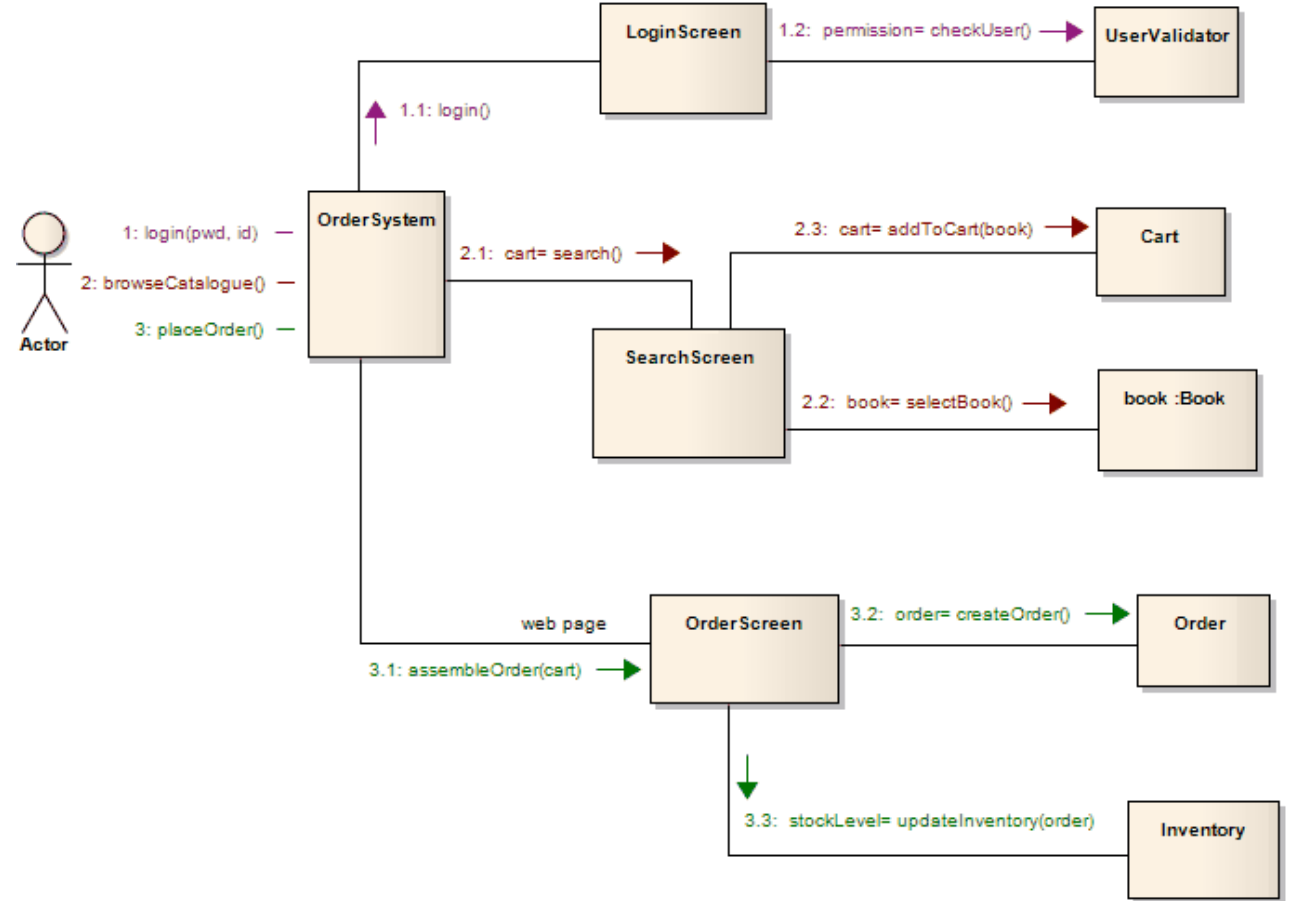 LoginScreen
1.2:  permission= checkUser()
UserValidator
1.1: login()
OrderSystem
1: login(pwd, id)
2: browseCatalogue()
3: placeOrder()
Actor
2.1:  cart= search()
2.3:  cart= addToCart(book)
Cart
SearchScreen
2.2:  book= selectBook()
book :Book
web page
3.1: assembleOrder(cart)
OrderScreen
3.2:  order= createOrder()
Order
3.3:  stockLevel= updateInventory(order)
Inventory